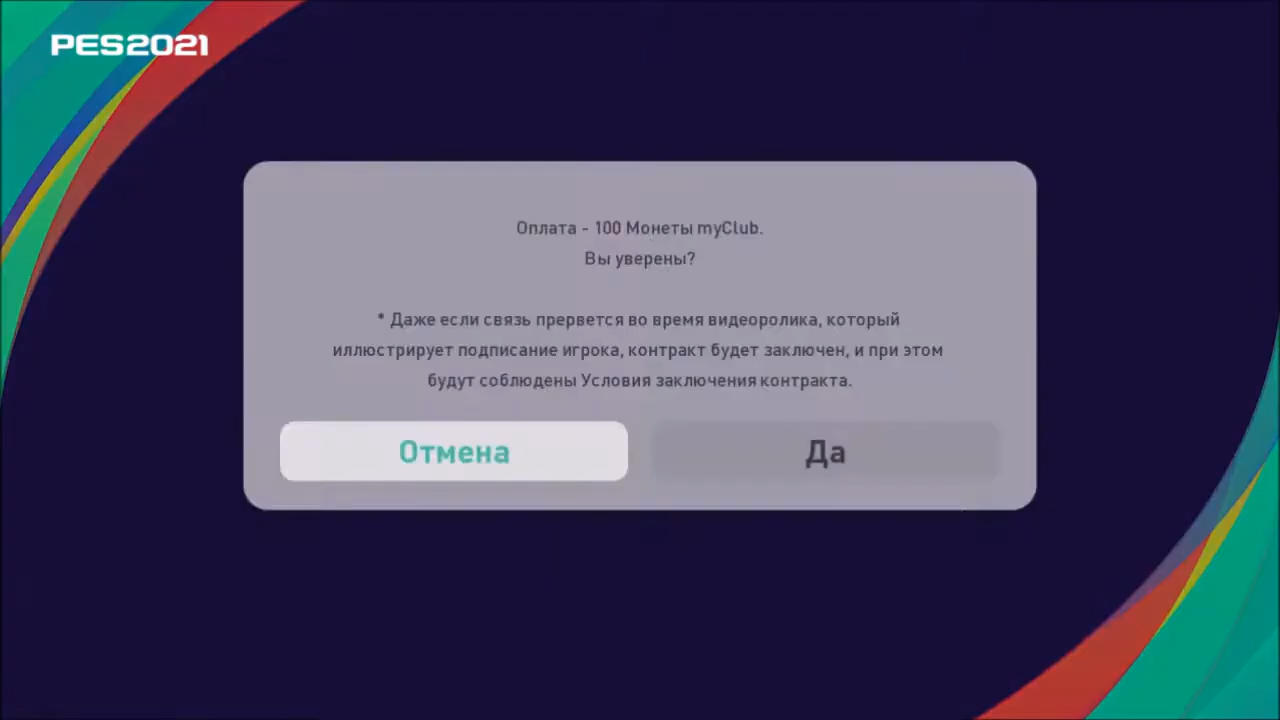 PES2021
Оплата - 100 Монеты myClub.
Вы уверены?
* Даже если связь прервется во время видеоролика, который
иллюстрирует подписание игрока, контракт будет заключен, и при этом
будут соблюдены Условия заключения контракта.
Отмена
Да